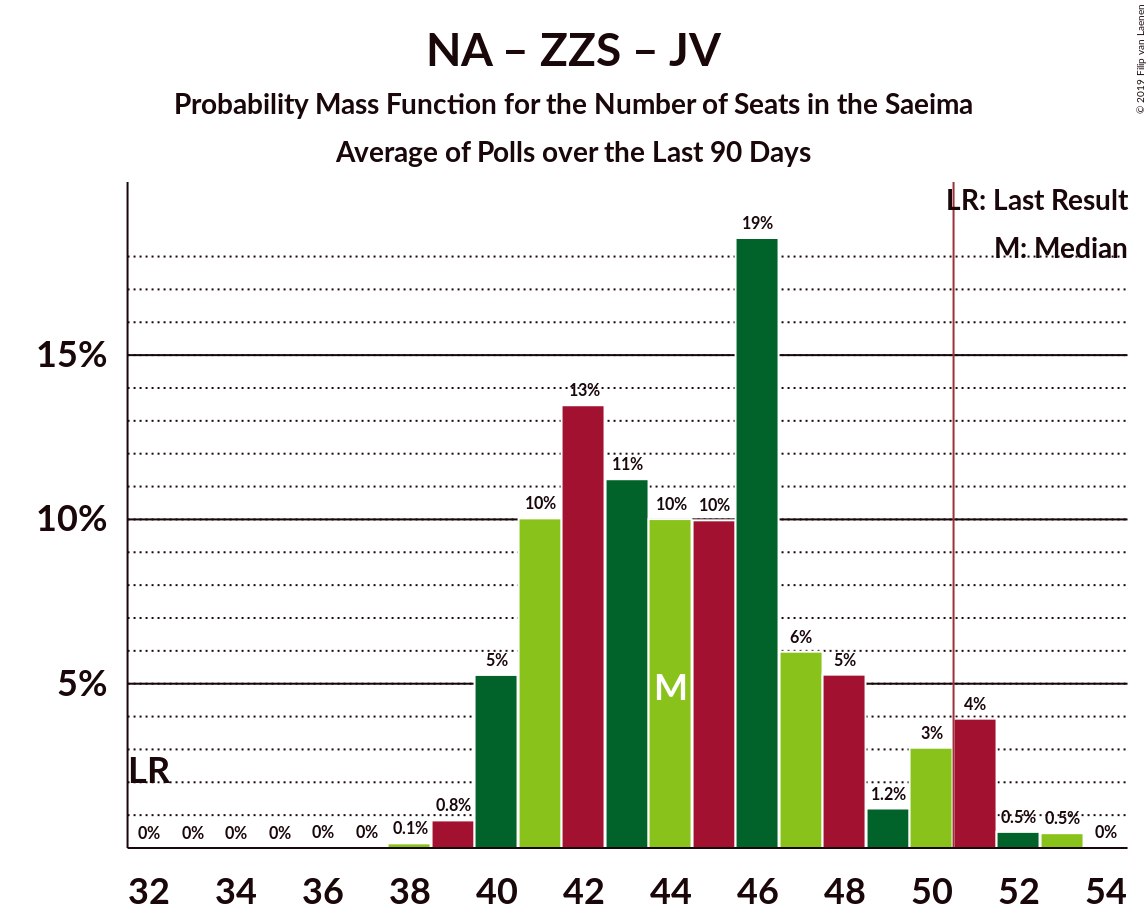 NA – ZZS – JV
Probability Mass Function for the Number of Seats in the Saeima
Average of Polls over the Last 90 Days
© 2019 Filip van Laenen
LR: Last Result
M: Median
15%
10%
5%
LR
M
0%
0%
0%
0%
0%
0%
0.1%
0.8%
5%
10%
13%
11%
10%
10%
19%
6%
5%
1.2%
3%
4%
0.5%
0.5%
0%
32 34 36 38 40 42 44 46 48 50 52 54